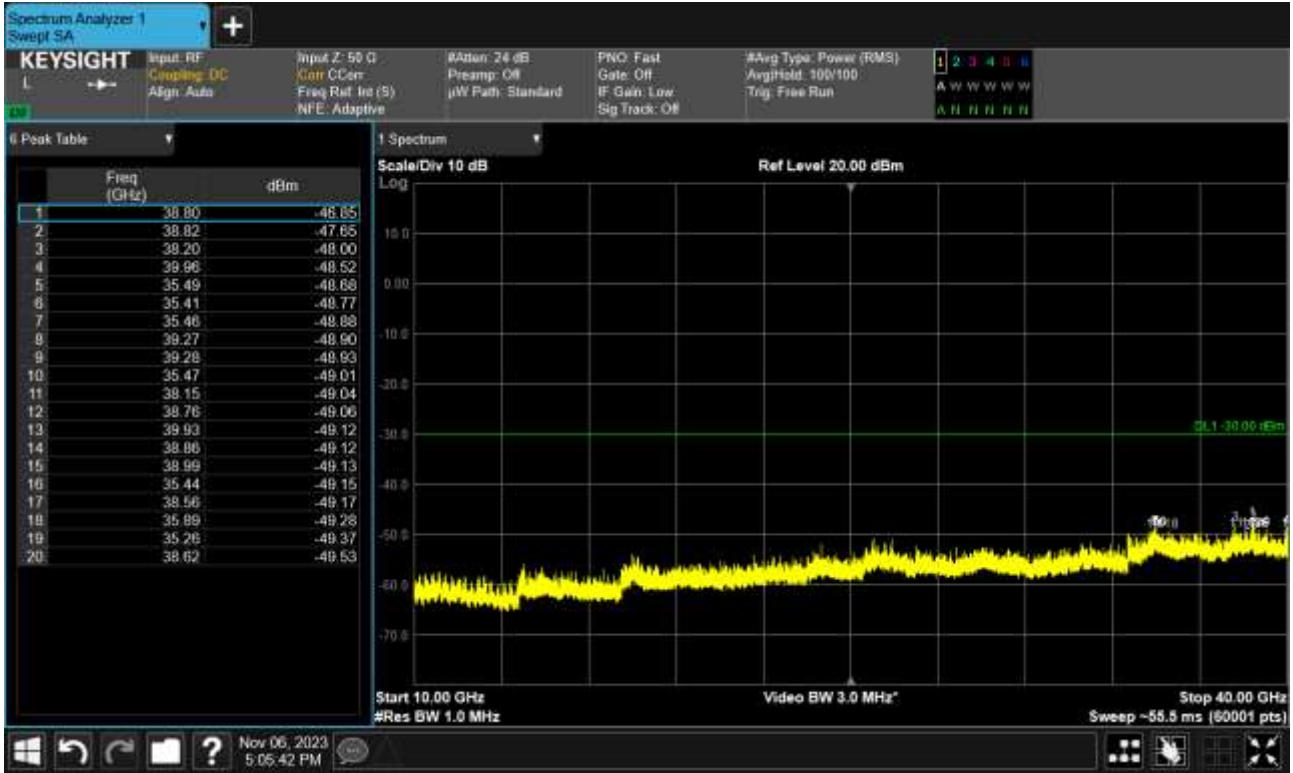 Spectrum Analyzer 1
Swept SA
KEYSIGHT
L
Input: RF
Coupling: DC
Align: Auto
Input Z: 50 Ω
Corr CCorr
Freq Ref: Int (S)
NFE: Adaptive
#Atten: 24 dB
Preamp: Off
µW Path: Standard
PNO: Fast
Gate: Off
IF Gain: Low
Sig Track: Off
#Avg Type: Power (RMS)
Avg|Hold: 100/100
Trig: Free Run
1 2 3 4 5 6
A W W W W W
A N N N N N
6 Peak Table
Freq (GHz) dBm
1 38.80 -46.85
2 38.82 -47.65
3 38.20 -48.00
4 39.96 -48.52
5 35.49 -48.68
6 35.41 -48.77
7 35.46 -48.88
8 39.27 -48.90
9 39.28 -48.93
10 35.47 -49.01
11 38.15 -49.04
12 38.76 -49.06
13 39.93 -49.12
14 38.86 -49.12
15 38.99 -49.13
16 35.44 -49.15
17 38.56 -49.17
18 35.89 -49.28
19 35.26 -49.37
20 38.62 -49.53
1 Spectrum
Scale/Div 10 dB
Ref Level 20.00 dBm
Log
10.0
0.00
-10.0
-20.0
-30.0
DL1 -30.00 dBm
-40.0
-50.0
-60.0
-70.0
Start 10.00 GHz
Video BW 3.0 MHz*
Stop 40.00 GHz
#Res BW 1.0 MHz
Sweep ~55.5 ms (60001 pts)
Nov 06, 2023
5:05:42 PM